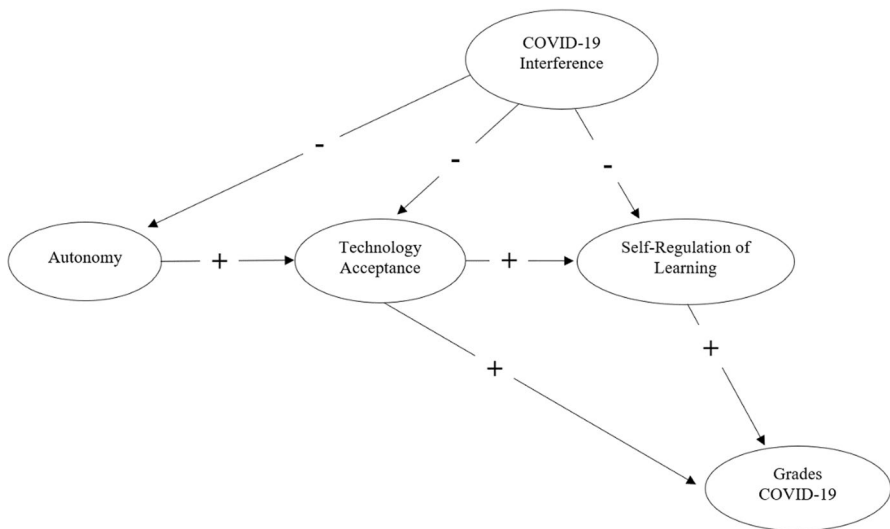 COVID-19
Interference
-
-
-
Autonomy
+
Technology
Acceptance
+
Self-Regulation of
Learning
+
+
Grades
COVID-19